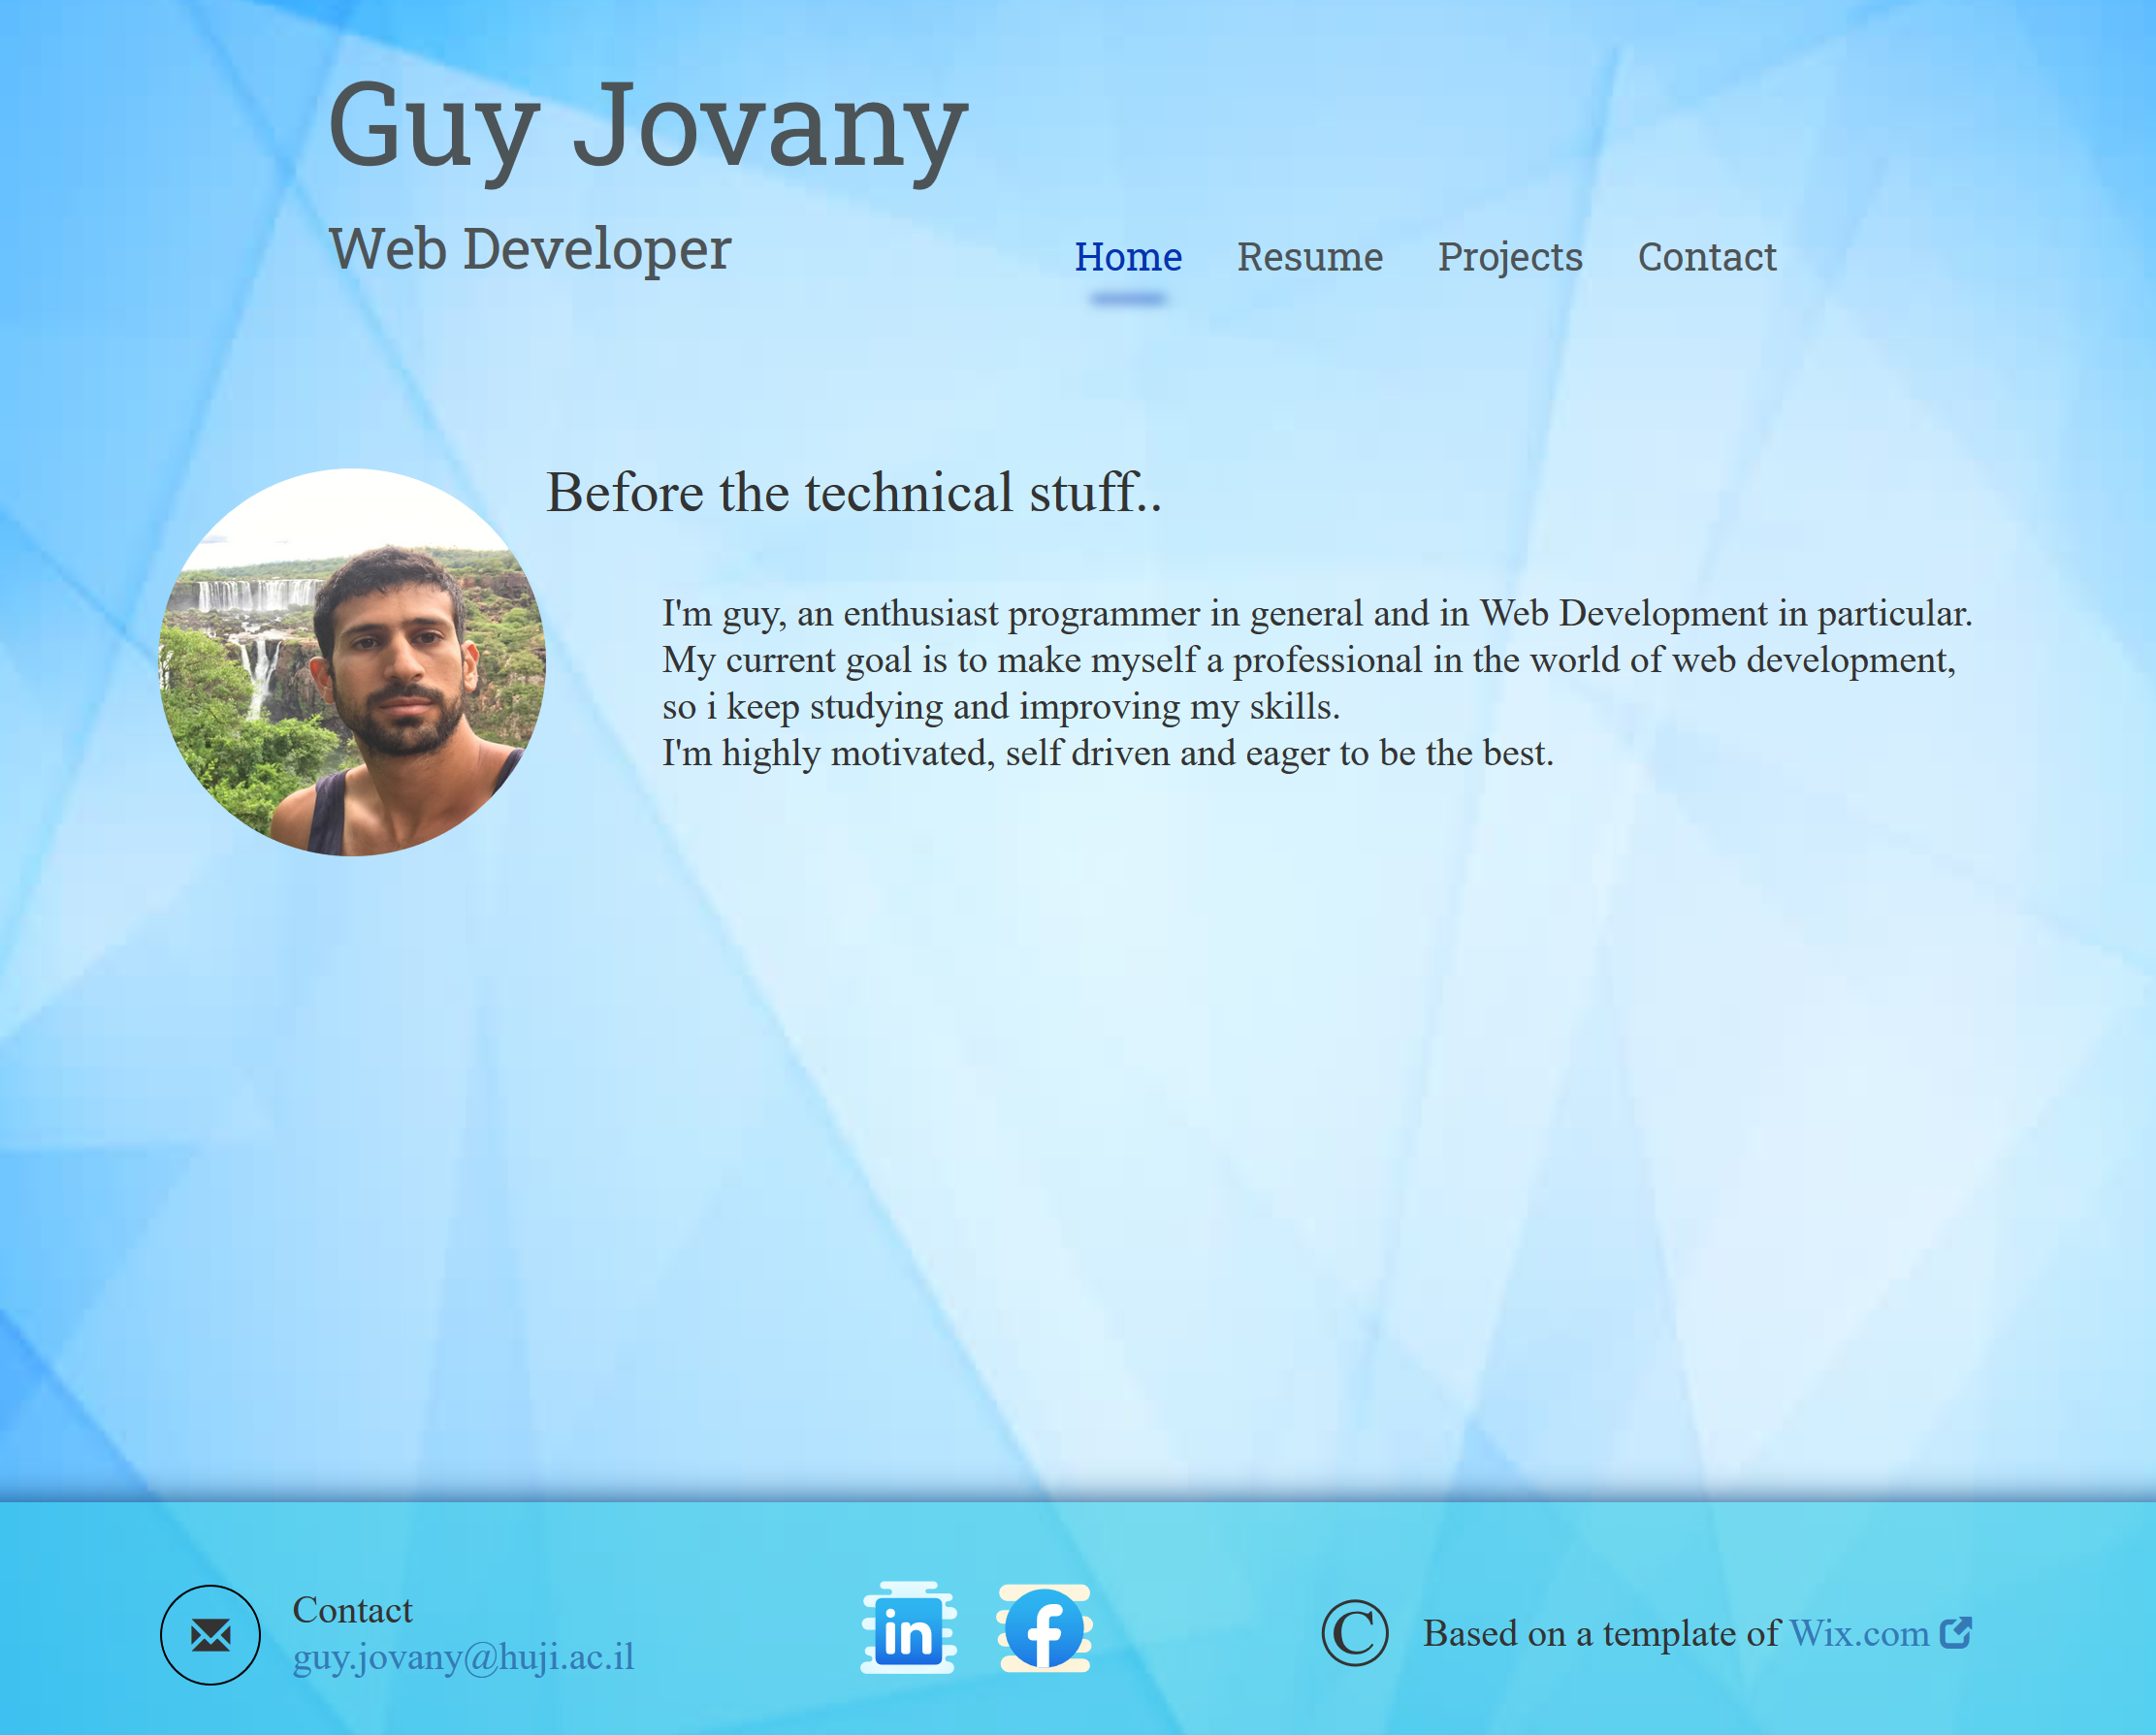 Guy Jovany
Web Developer
Home Resume Projects Contact
Before the technical stuff..
I'm guy, an enthusiast programmer in general and in Web Development in particular.
My current goal is to make myself a professional in the world of web development,
so i keep studying and improving my skills.
I'm highly motivated, self driven and eager to be the best.
Contact
guy.jovany@huji.ac.il
in f
© Based on a template of Wix.com